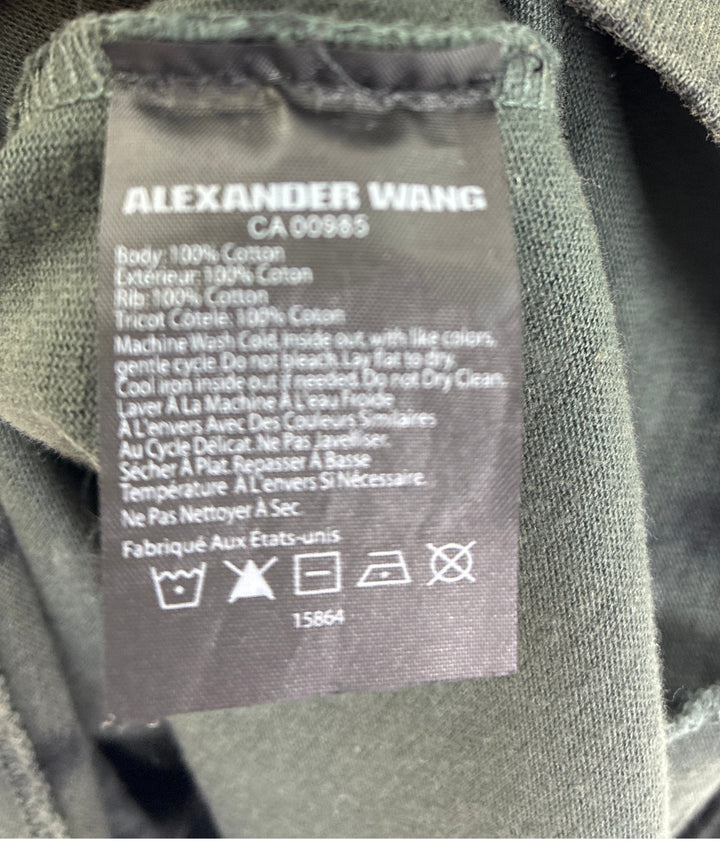 ALEXANDER WANG
CA 00985
Body: 100% Cotton
Extérieur: 100% Coton
Rib: 100% Cotton
Tricot Côtelé: 100% Coton
Machine Wash Cold, inside out, with like colors,
gentle cycle. Do not bleach. Lay flat to dry.
Cool iron inside out if needed. Do not Dry Clean.
Laver À La Machine À L'eau Froide
À L'envers Avec Des Couleurs Similaires
Au Cycle Délicat. Ne Pas Javelliser.
Sécher À Plat. Repasser À Basse
Température À L'envers Si Nécessaire.
Ne Pas Nettoyer À Sec
Fabriqué Aux États-unis
15864